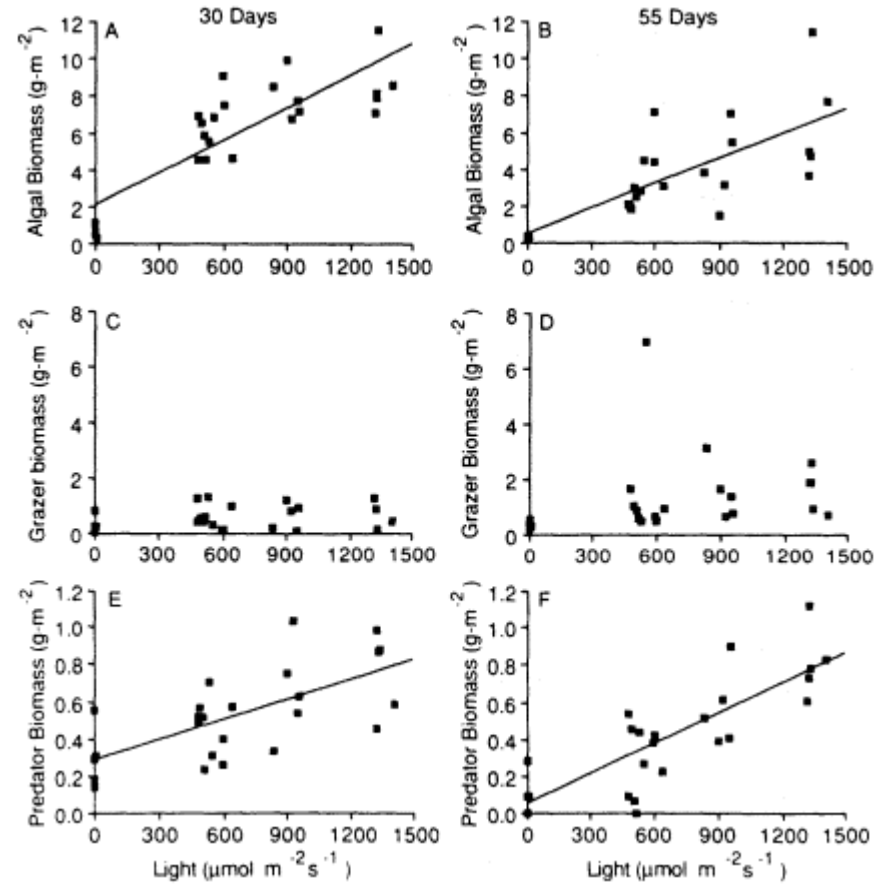 30 Days
55 Days
A
B
Algal Biomass (g-m⁻²)
12
10
8
6
4
2
0
0 300 600 900 1200 1500
Algal Biomass (g-m⁻²)
12
10
8
6
4
2
0
0 300 600 900 1200 1500
C
D
Grazer biomass (g-m⁻²)
8
6
4
2
0
0 300 600 900 1200 1500
Grazer Biomass (g-m⁻²)
8
6
4
2
0
0 300 600 900 1200 1500
E
F
Predator Biomass (g-m⁻²)
1.2
1.0
0.8
0.6
0.4
0.2
0.0
0 300 600 900 1200 1500
Light (μmol m⁻²s⁻¹)
Predator Biomass (g-m⁻²)
1.2
1.0
0.8
0.6
0.4
0.2
0.0
0 300 600 900 1200 1500
Light (μmol m⁻²s⁻¹)